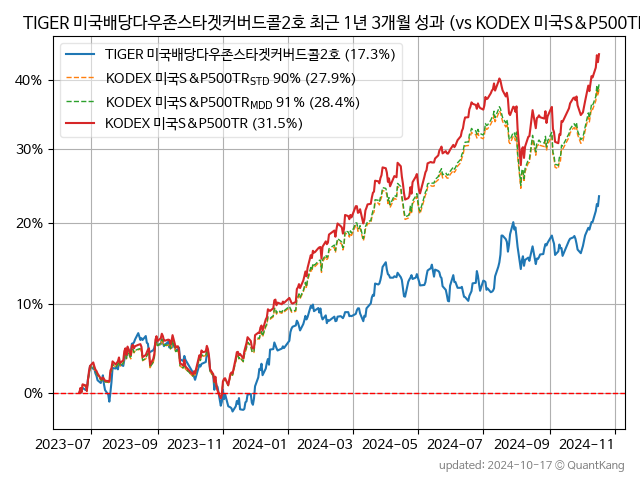 TIGER 미국배당다우존스타겟커버드콜2호 최근 1년 3개월 성과 (vs KODEX 미국S&P500TR
TIGER 미국배당다우존스타겟커버드콜2호 (17.3%)
KODEX 미국S&P500TR_STD 90% (27.9%)
KODEX 미국S&P500TR_MDD 91% (28.4%)
KODEX 미국S&P500TR (31.5%)
40%
30%
20%
10%
0%
2023-07 2023-09 2023-11 2024-01 2024-03 2024-05 2024-07 2024-09 2024-11
updated: 2024-10-17 © QuantKang